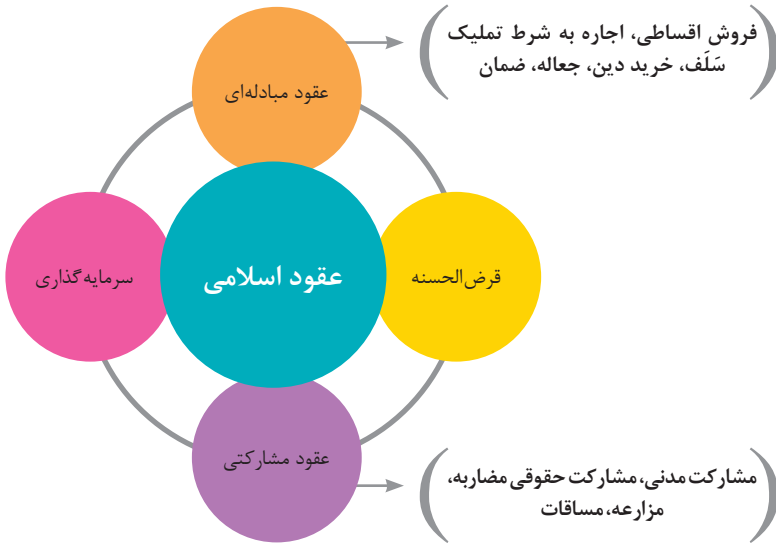 فروش اقساطی، اجاره به شرط تملیک
سَلَف، خرید دین، جعاله، ضمان
عقود مبادله‌ای
قرض‌الحسنه
عقود اسلامی
سرمایه‌گذاری
عقود مشارکتی
مشارکت مدنی، مشارکت حقوقی مضاربه،
مزارعه، مساقات